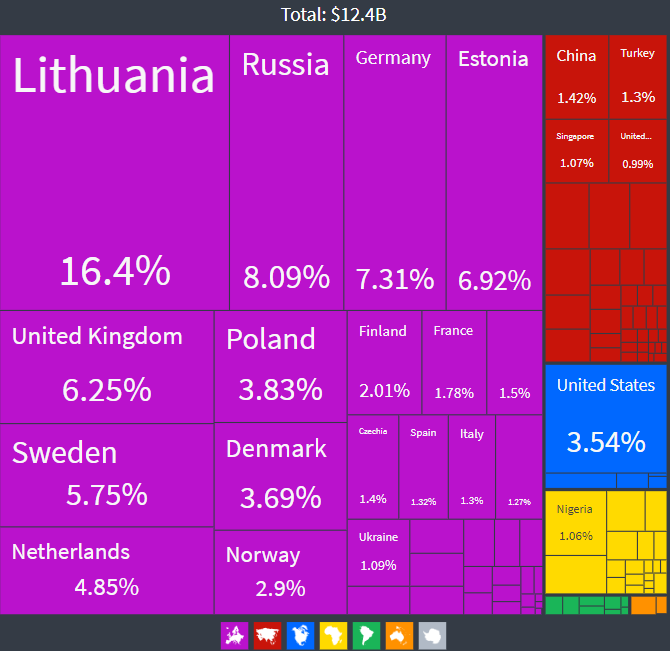 Total: $12.4B
Lithuania
16.4%
Russia
8.09%
Germany
7.31%
Estonia
6.92%
United Kingdom
6.25%
Sweden
5.75%
Netherlands
4.85%
Poland
3.83%
Denmark
3.69%
Norway
2.9%
Finland
2.01%
France
1.78%
1.5%
Czechia
1.4%
Spain
1.32%
Italy
1.3%
1.27%
Ukraine
1.09%
China
1.42%
Turkey
1.3%
Singapore
1.07%
United...
0.99%
United States
3.54%
Nigeria
1.06%